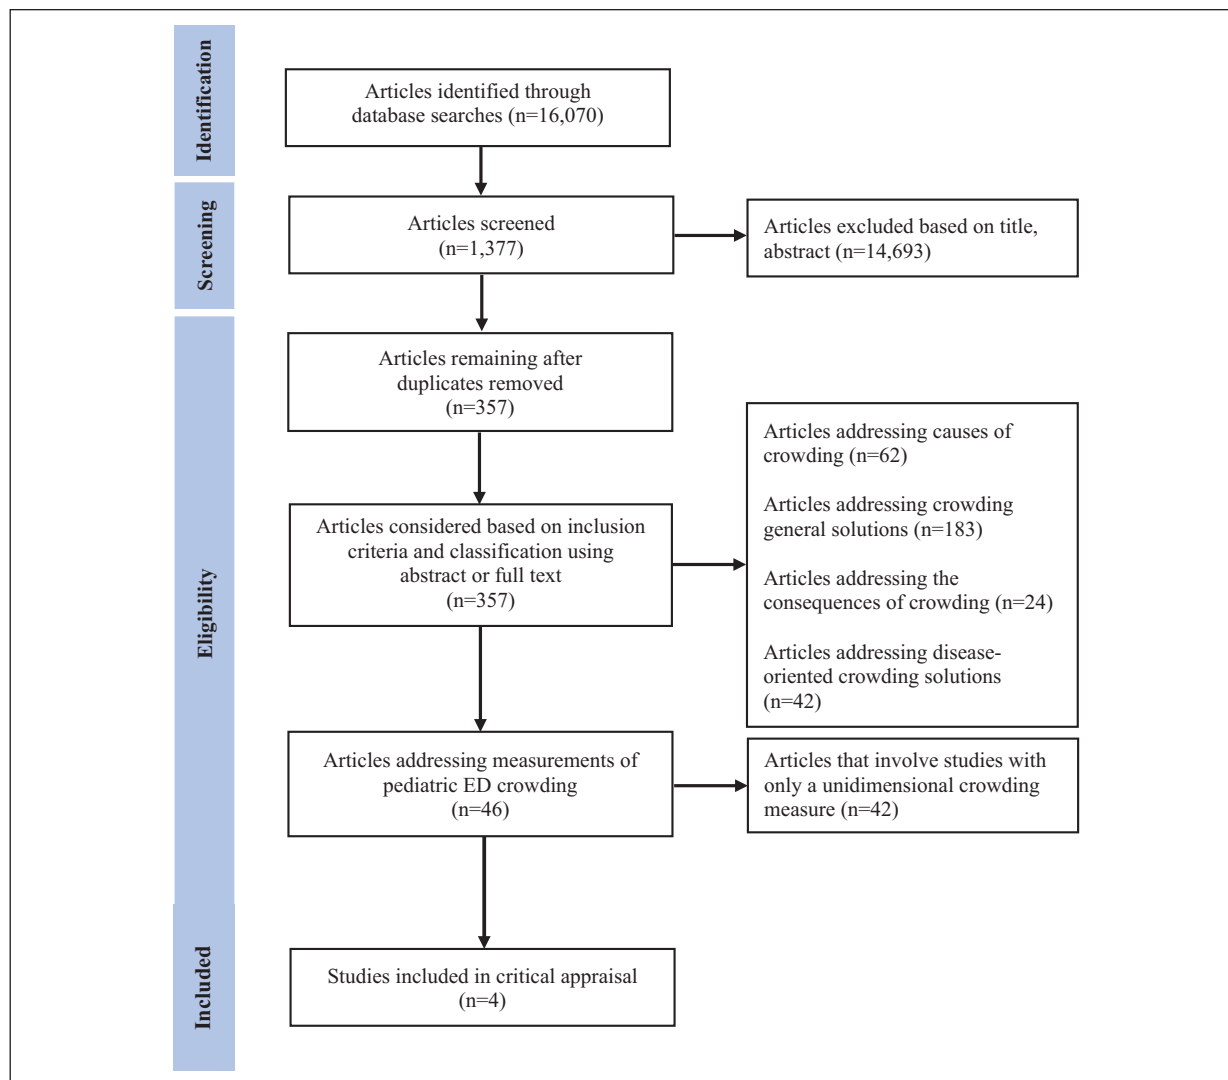 Identification
Articles identified through
database searches (n=16,070)
Screening
Articles screened
(n=1,377)
Articles excluded based on title,
abstract (n=14,693)
Eligibility
Articles remaining after
duplicates removed
(n=357)
Articles considered based on inclusion
criteria and classification using
abstract or full text
(n=357)
Articles addressing causes of
crowding (n=62)
Articles addressing crowding
general solutions (n=183)
Articles addressing the
consequences of crowding (n=24)
Articles addressing disease-
oriented crowding solutions
(n=42)
Articles addressing measurements of
pediatric ED crowding
(n=46)
Articles that involve studies with
only a unidimensional crowding
measure (n=42)
Included
Studies included in critical appraisal
(n=4)